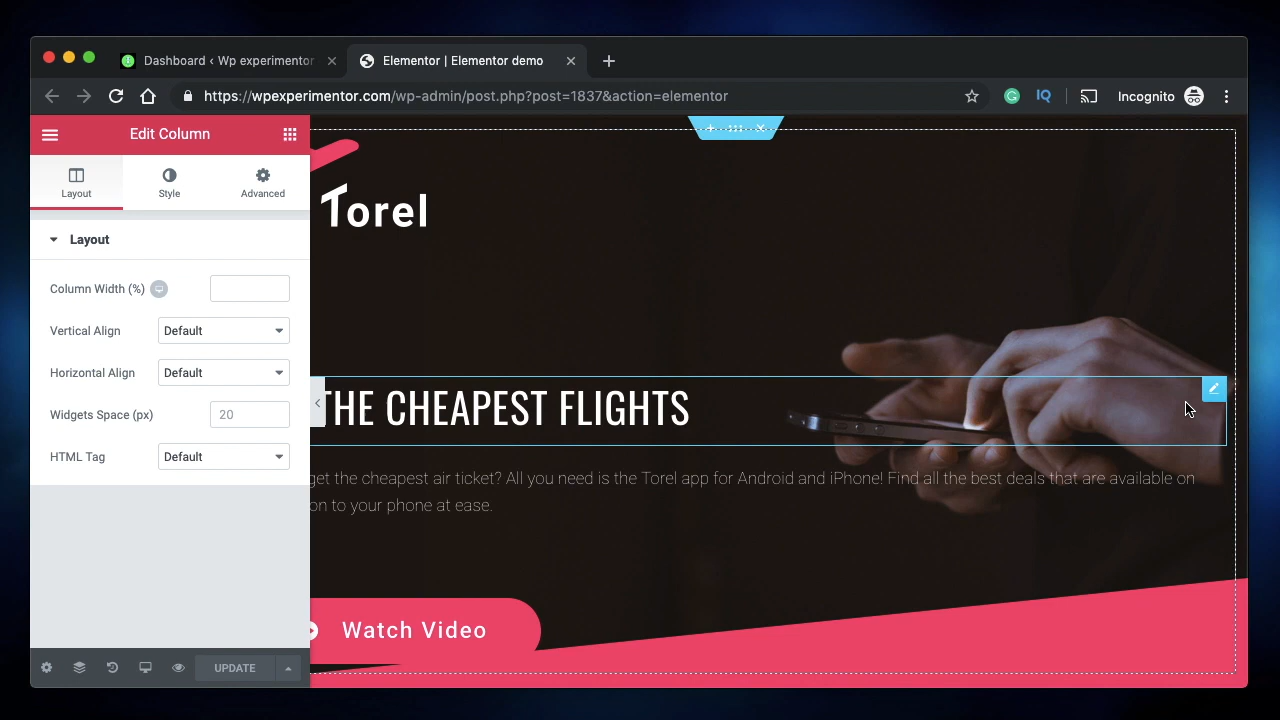 Dashboard ‹ Wp experimentor
Elementor | Elementor demo
https://wpexperimentor.com/wp-admin/post.php?post=1837&action=elementor
IQ
Incognito
Edit Column
Layout
Style
Advanced
Layout
Column Width (%)
Vertical Align
Default
Horizontal Align
Default
Widgets Space (px)
20
HTML Tag
Default
UPDATE
Torel
THE CHEAPEST FLIGHTS
get the cheapest air ticket? All you need is the Torel app for Android and iPhone! Find all the best deals that are available on
on to your phone at ease.
Watch Video